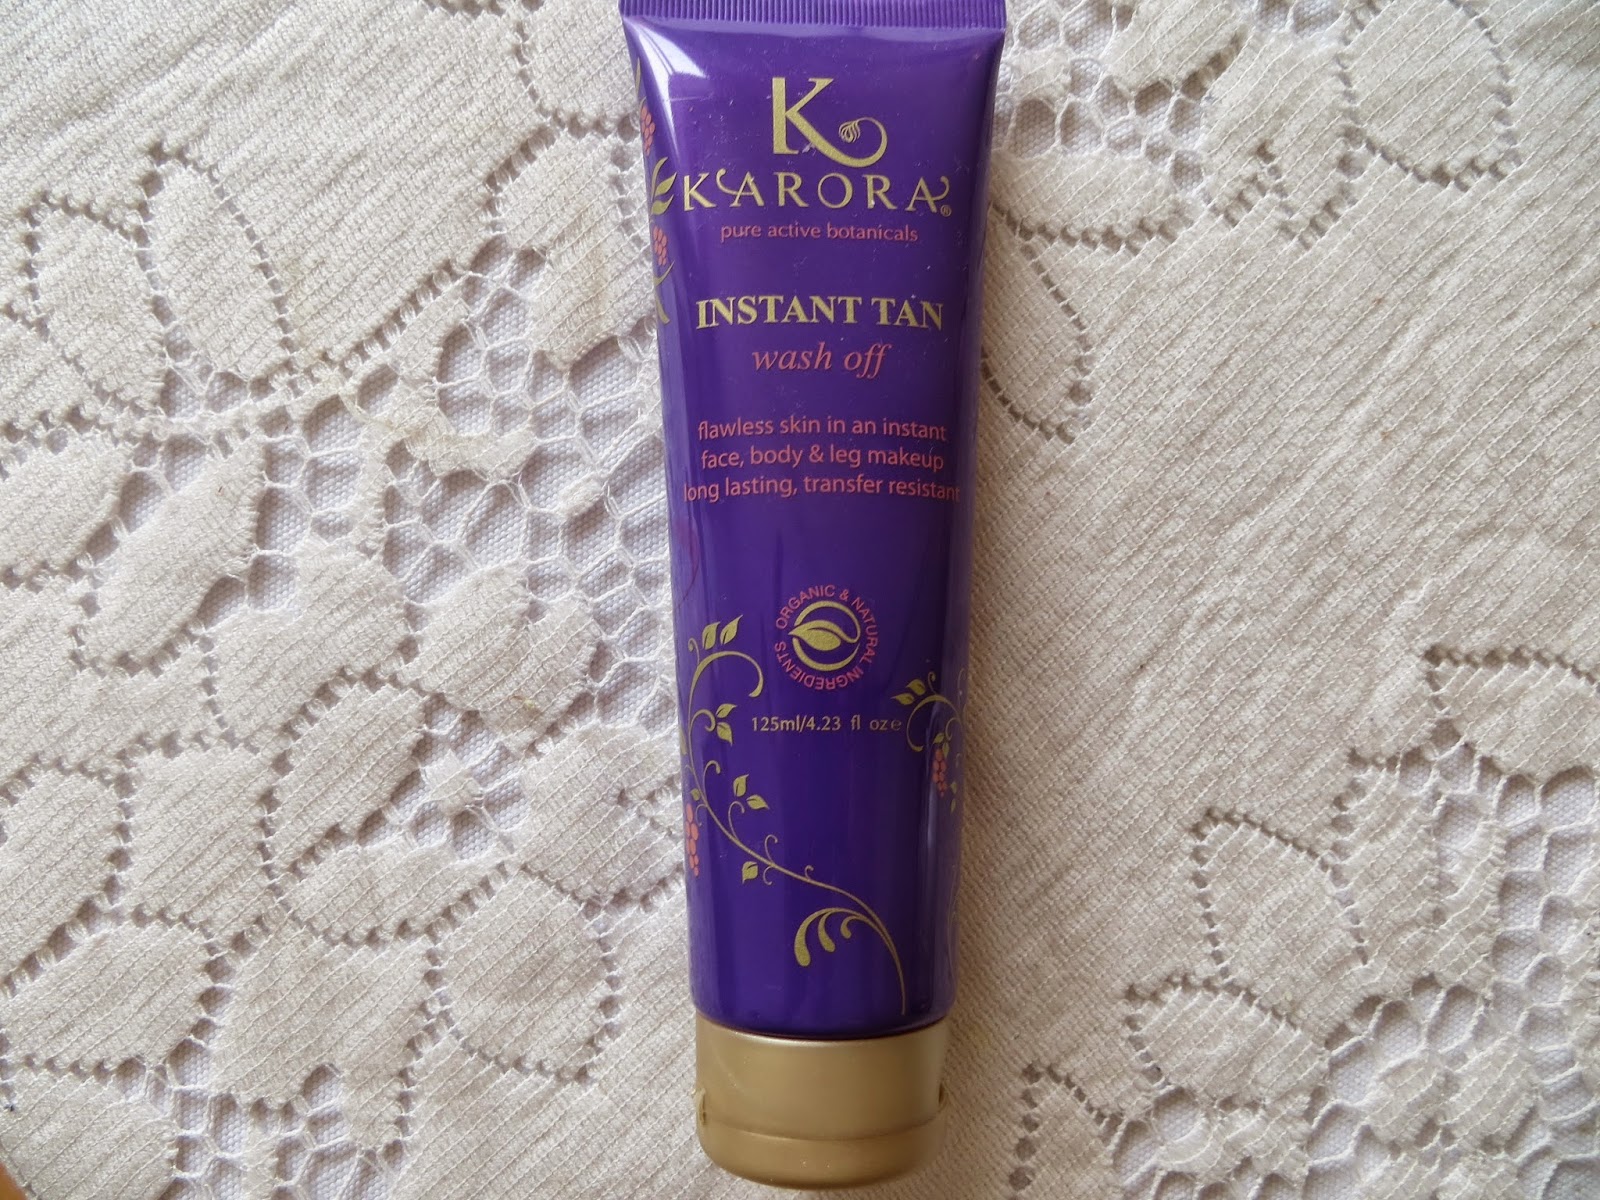 K
KARORA®
pure active botanicals
INSTANT TAN
wash off
flawless skin in an instant
face, body & leg makeup
long lasting, transfer resistant
ORGANIC & NATURAL INGREDIENTS
125ml/4.23 fl oz e